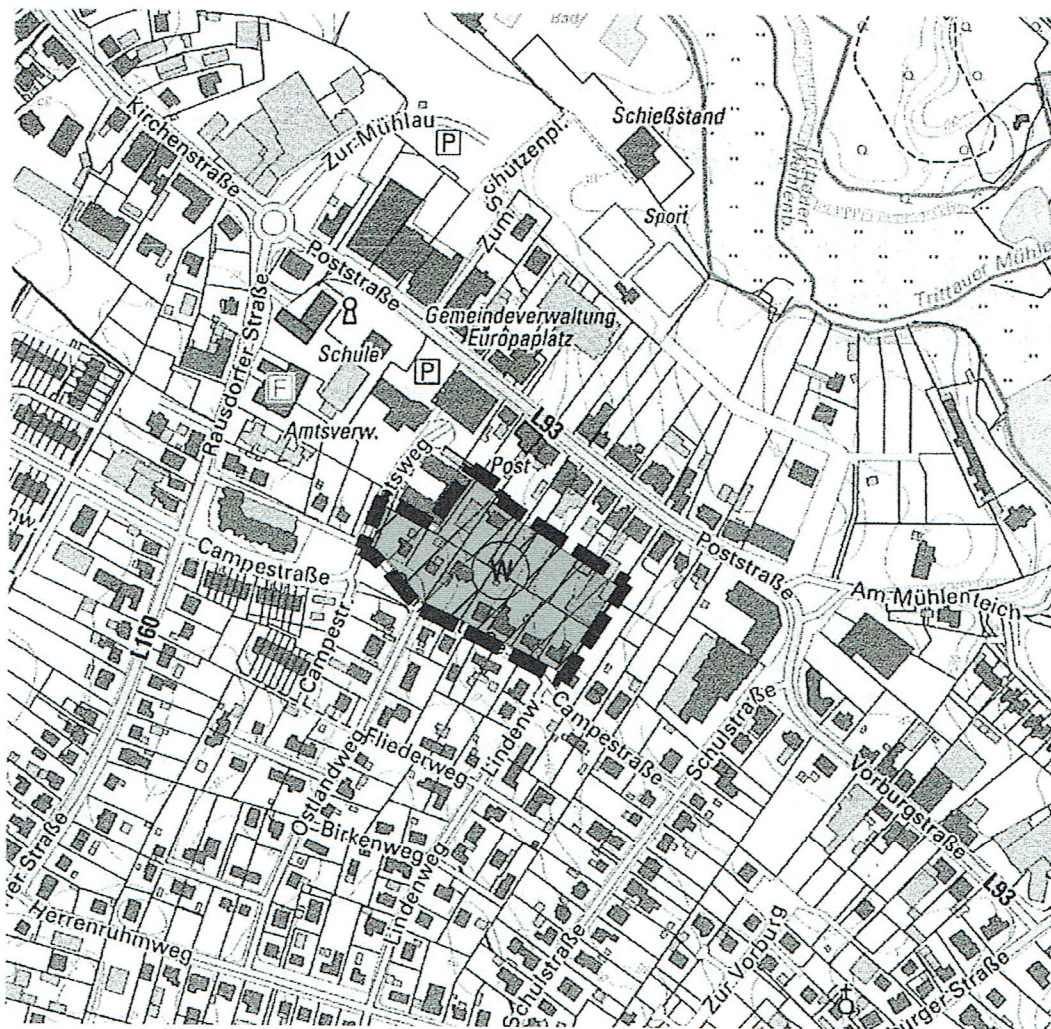 Bad
Schießstand
Kirchenstraße
Zur Mühlau
P
Zum Schützenpl.
Sport
Trittauer Mühle
Poststraße
Rausdorfer Straße
Gemeindeverwaltung
Europaplatz
Schule
P
F
Amtsverw.
L93
Post
W
Campestraße
Poststraße
Am Mühlenteich
L160
Campestr.
Lindenw.
Campestraße
Schulstraße
Fliederweg
Ostlandweg
Vorburgstraße
Birkenweg
Lindenweg
L93
Herrenruhmweg
Schulstraße
Zur Vorburg